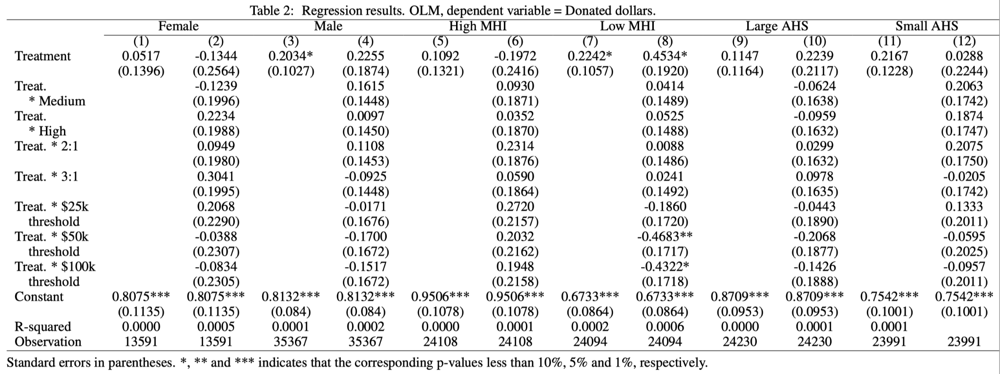 Table 2: Regression results. OLM, dependent variable = Donated dollars.
Female Male High MHI Low MHI Large AHS Small AHS
(1) (2) (3) (4) (5) (6) (7) (8) (9) (10) (11) (12)
Treatment 0.0517 -0.1344 0.2034* 0.2255 0.1092 -0.1972 0.2242* 0.4534* 0.1147 0.2239 0.2167 0.0288
(0.1396) (0.2564) (0.1027) (0.1874) (0.1321) (0.2416) (0.1057) (0.1920) (0.1164) (0.2117) (0.1228) (0.2244)
Treat. -0.1239 0.1615 0.0930 0.0414 -0.0624 0.2063
* Medium (0.1996) (0.1448) (0.1871) (0.1489) (0.1638) (0.1742)
Treat. 0.2234 0.0097 0.0352 0.0525 -0.0959 0.1874
* High (0.1988) (0.1450) (0.1870) (0.1488) (0.1632) (0.1747)
Treat. * 2:1 0.0949 0.1108 0.2314 0.0088 0.0299 0.2075
(0.1980) (0.1453) (0.1876) (0.1486) (0.1632) (0.1750)
Treat. * 3:1 0.3041 -0.0925 0.0590 0.0241 0.0978 -0.0205
(0.1995) (0.1448) (0.1864) (0.1492) (0.1635) (0.1742)
Treat. * $25k 0.2068 -0.0171 0.2720 -0.1860 -0.0443 0.1333
threshold (0.2290) (0.1676) (0.2157) (0.1720) (0.1890) (0.2011)
Treat. * $50k -0.0388 -0.1700 0.2032 -0.4683** -0.2068 -0.0595
threshold (0.2307) (0.1672) (0.2162) (0.1717) (0.1877) (0.2025)
Treat. * $100k -0.0834 -0.1517 0.1948 -0.4322* -0.1426 -0.0957
threshold (0.2305) (0.1672) (0.2158) (0.1718) (0.1888) (0.2011)
Constant 0.8075*** 0.8075*** 0.8132*** 0.8132*** 0.9506*** 0.9506*** 0.6733*** 0.6733*** 0.8709*** 0.8709*** 0.7542*** 0.7542***
(0.1135) (0.1135) (0.084) (0.084) (0.1078) (0.1078) (0.0864) (0.0864) (0.0953) (0.0953) (0.1001) (0.1001)
R-squared 0.0000 0.0005 0.0001 0.0002 0.0000 0.0001 0.0002 0.0006 0.0000 0.0001 0.0001
Observation 13591 13591 35367 35367 24108 24108 24094 24094 24230 24230 23991 23991
Standard errors in parentheses. *, ** and *** indicates that the corresponding p-values less than 10%, 5% and 1%, respectively.